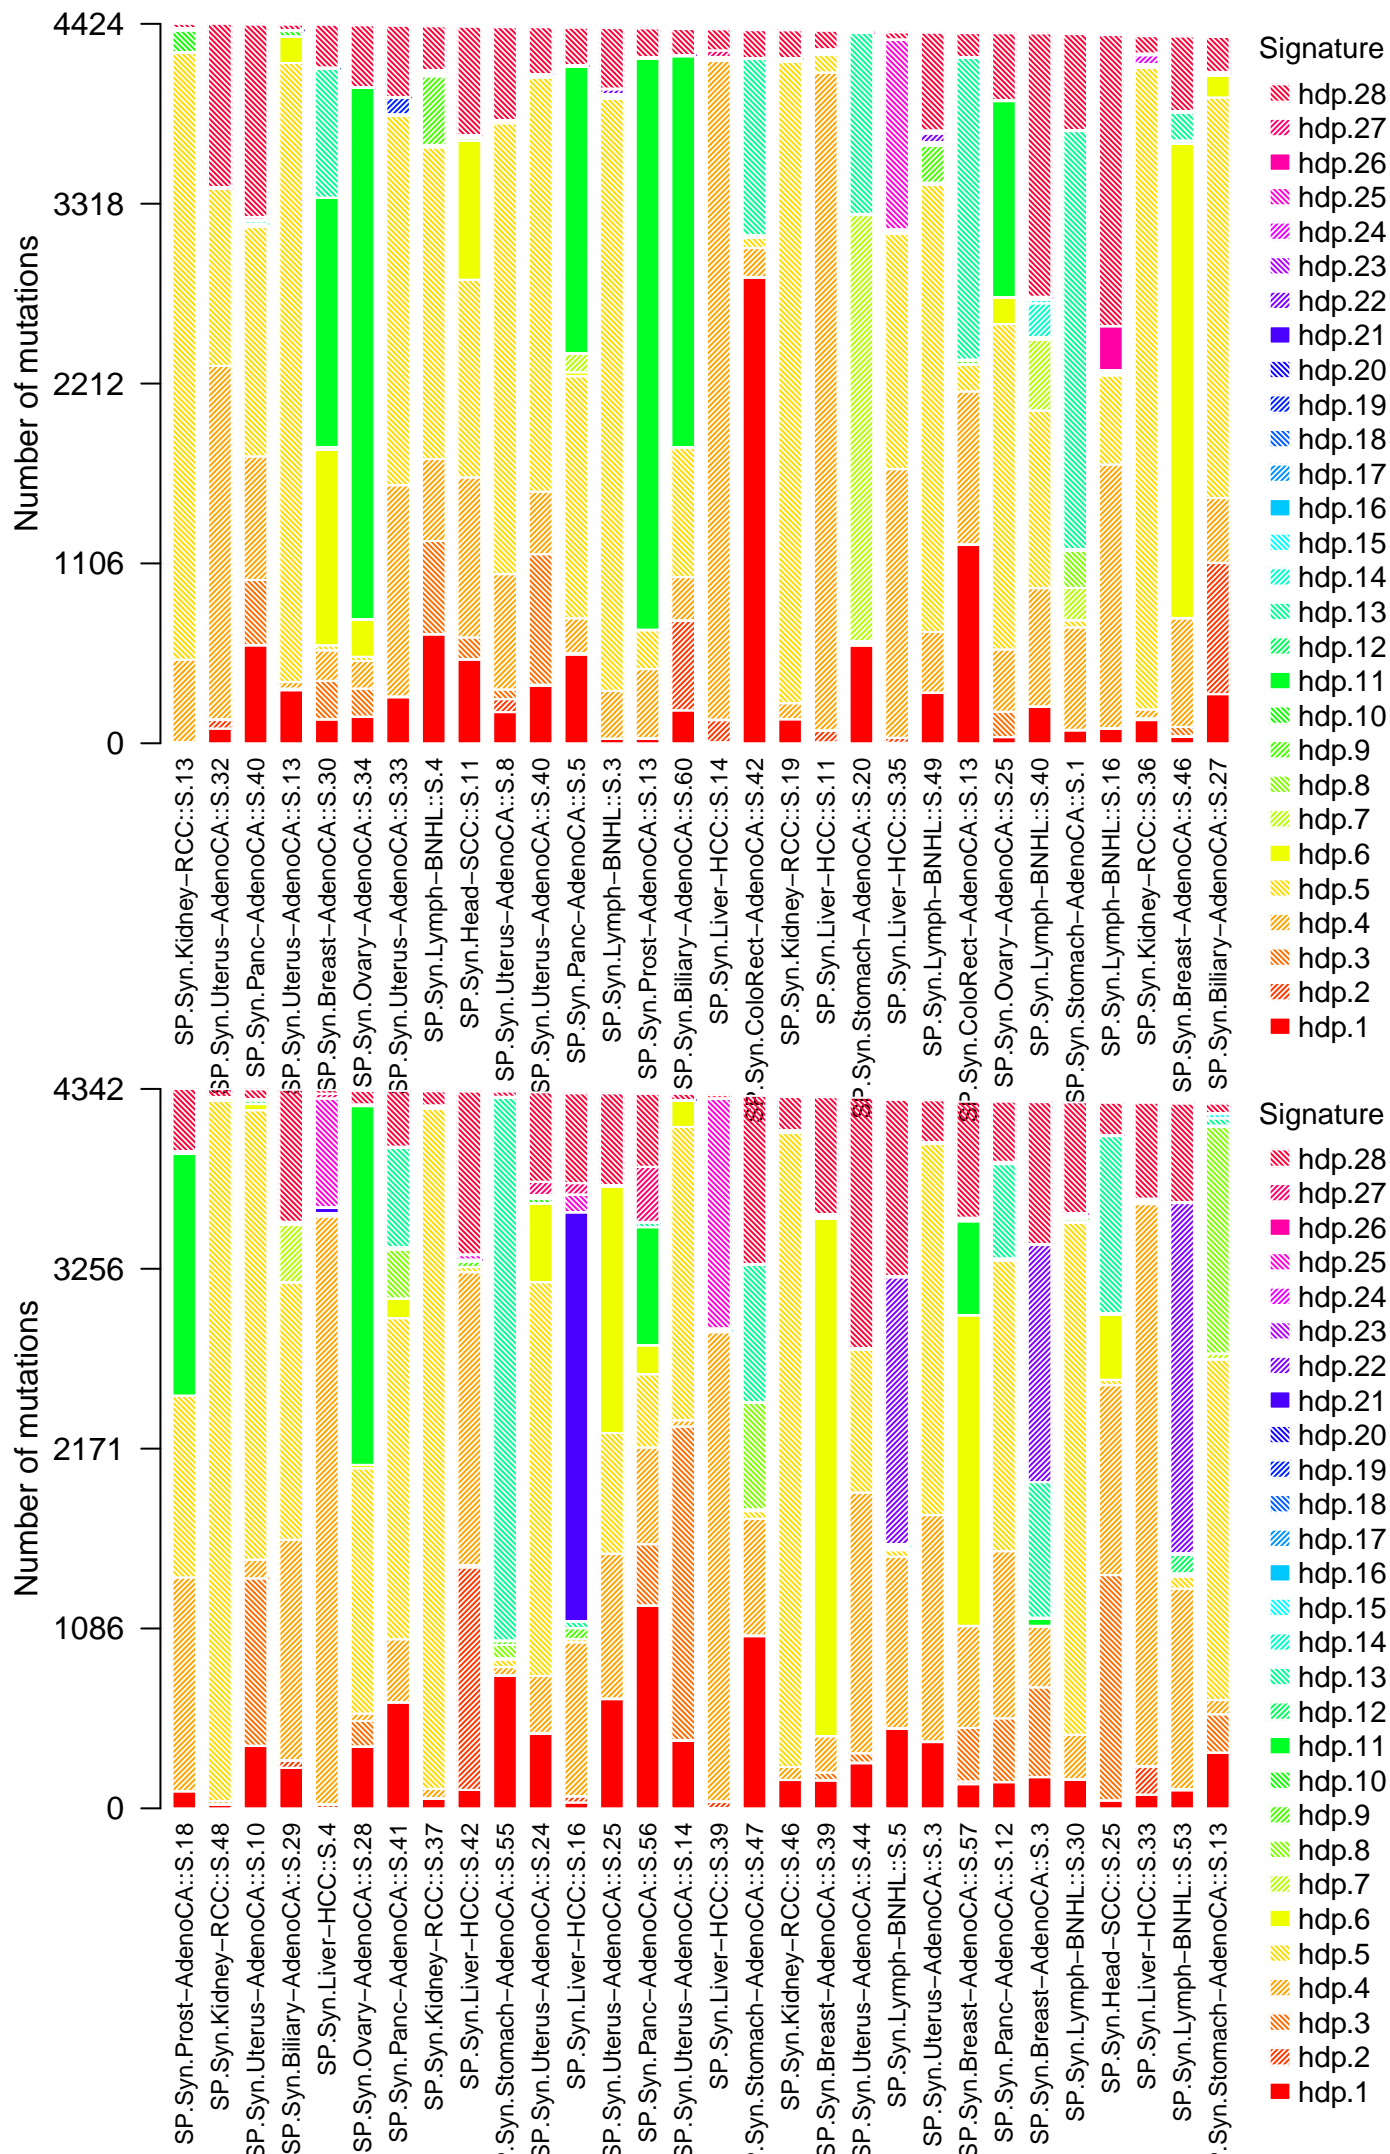 Number of mutations
4424
3318
2212
1106
0
Signature
hdp.28
hdp.27
hdp.26
hdp.25
hdp.24
hdp.23
hdp.22
hdp.21
hdp.20
hdp.19
hdp.18
hdp.17
hdp.16
hdp.15
hdp.14
hdp.13
hdp.12
hdp.11
hdp.10
hdp.9
hdp.8
hdp.7
hdp.6
hdp.5
hdp.4
hdp.3
hdp.2
hdp.1
SP.Syn.Kidney−RCC::S.13
SP.Syn.Uterus−AdenoCA::S.32
SP.Syn.Panc−AdenoCA::S.40
SP.Syn.Uterus−AdenoCA::S.13
SP.Syn.Breast−AdenoCA::S.30
SP.Syn.Ovary−AdenoCA::S.34
SP.Syn.Uterus−AdenoCA::S.33
SP.Syn.Lymph−BNHL::S.4
SP.Syn.Head−SCC::S.11
SP.Syn.Uterus−AdenoCA::S.8
SP.Syn.Uterus−AdenoCA::S.40
SP.Syn.Panc−AdenoCA::S.5
SP.Syn.Lymph−BNHL::S.3
SP.Syn.Prost−AdenoCA::S.13
SP.Syn.Biliary−AdenoCA::S.60
SP.Syn.Liver−HCC::S.14
SP.Syn.ColoRect−AdenoCA::S.42
SP.Syn.Kidney−RCC::S.19
SP.Syn.Liver−HCC::S.11
SP.Syn.Stomach−AdenoCA::S.20
SP.Syn.Liver−HCC::S.35
SP.Syn.Lymph−BNHL::S.49
SP.Syn.ColoRect−AdenoCA::S.13
SP.Syn.Ovary−AdenoCA::S.25
SP.Syn.Lymph−BNHL::S.40
SP.Syn.Stomach−AdenoCA::S.1
SP.Syn.Lymph−BNHL::S.16
SP.Syn.Kidney−RCC::S.36
SP.Syn.Breast−AdenoCA::S.46
SP.Syn.Biliary−AdenoCA::S.27
Number of mutations
4342
3256
2171
1086
0
Signature
hdp.28
hdp.27
hdp.26
hdp.25
hdp.24
hdp.23
hdp.22
hdp.21
hdp.20
hdp.19
hdp.18
hdp.17
hdp.16
hdp.15
hdp.14
hdp.13
hdp.12
hdp.11
hdp.10
hdp.9
hdp.8
hdp.7
hdp.6
hdp.5
hdp.4
hdp.3
hdp.2
hdp.1
SP.Syn.Prost−AdenoCA::S.18
SP.Syn.Kidney−RCC::S.48
SP.Syn.Uterus−AdenoCA::S.10
SP.Syn.Biliary−AdenoCA::S.29
SP.Syn.Liver−HCC::S.4
SP.Syn.Ovary−AdenoCA::S.28
SP.Syn.Panc−AdenoCA::S.41
SP.Syn.Kidney−RCC::S.37
SP.Syn.Liver−HCC::S.42
.Syn.Stomach−AdenoCA::S.55
SP.Syn.Uterus−AdenoCA::S.24
SP.Syn.Liver−HCC::S.16
SP.Syn.Uterus−AdenoCA::S.25
SP.Syn.Panc−AdenoCA::S.56
SP.Syn.Biliary−AdenoCA::S.14
SP.Syn.Liver−HCC::S.39
.Syn.Stomach−AdenoCA::S.47
SP.Syn.Kidney−RCC::S.46
SP.Syn.Breast−AdenoCA::S.39
SP.Syn.Uterus−AdenoCA::S.44
SP.Syn.Lymph−BNHL::S.5
SP.Syn.Uterus−AdenoCA::S.3
SP.Syn.Breast−AdenoCA::S.57
SP.Syn.Panc−AdenoCA::S.12
SP.Syn.Breast−AdenoCA::S.3
SP.Syn.Lymph−BNHL::S.30
SP.Syn.Head−SCC::S.25
SP.Syn.Liver−HCC::S.33
SP.Syn.Lymph−BNHL::S.53
.Syn.Stomach−AdenoCA::S.13